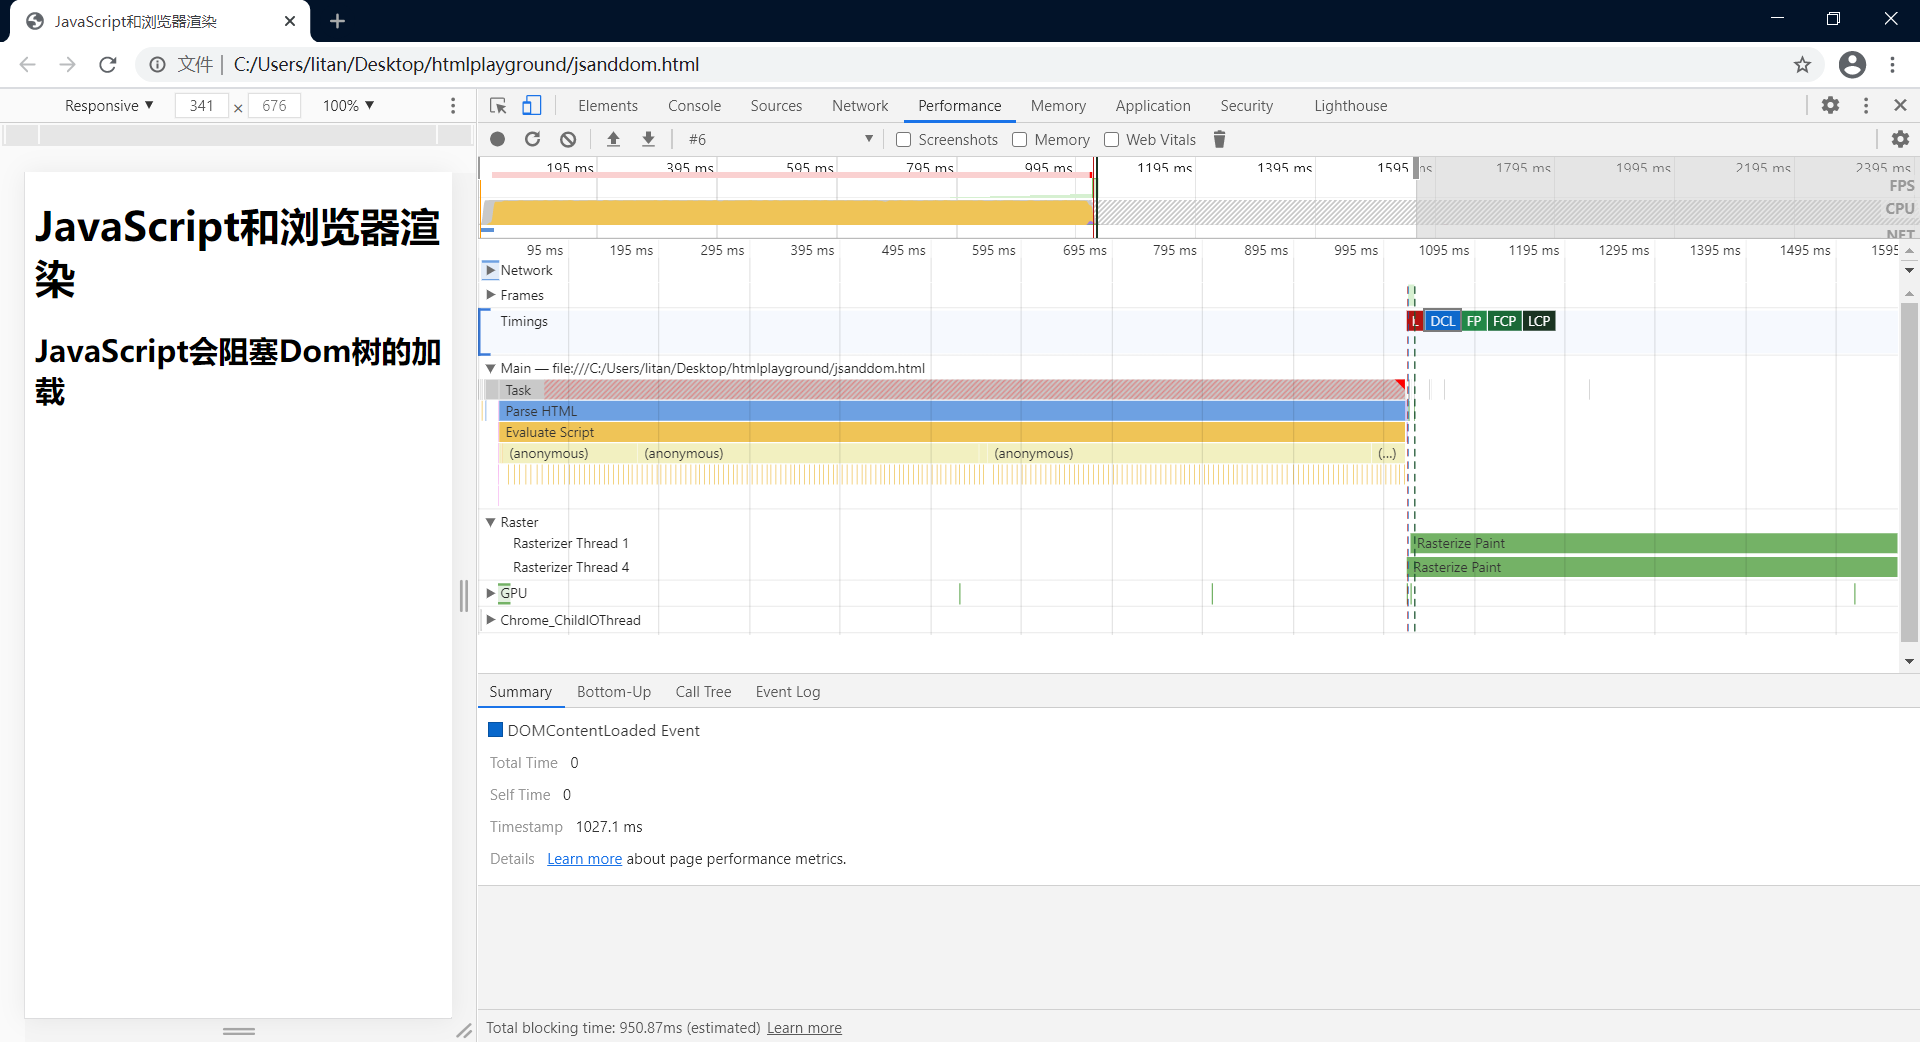 JavaScript和浏览器渲染
文件 | C:/Users/litan/Desktop/htmlplayground/jsanddom.html
Responsive ▼ 341 × 676 100% ▼
Elements Console Sources Network Performance Memory Application Security Lighthouse
#6 ▼ Screenshots Memory Web Vitals
195 ms 395 ms 595 ms 795 ms 995 ms 1195 ms 1395 ms 1595 ms 1795 ms 1995 ms 2195 ms 2395 ms
FPS
CPU
NET
95 ms 195 ms 295 ms 395 ms 495 ms 595 ms 695 ms 795 ms 895 ms 995 ms 1095 ms 1195 ms 1295 ms 1395 ms 1495 ms 1595
Network
Frames
Timings
L DCL FP FCP LCP
Main — file:///C:/Users/litan/Desktop/htmlplayground/jsanddom.html
Task
Parse HTML
Evaluate Script
(anonymous) (anonymous) (anonymous) (...)
Raster
Rasterizer Thread 1 Rasterize Paint
Rasterizer Thread 4 Rasterize Paint
GPU
Chrome_ChildIOThread
Summary Bottom-Up Call Tree Event Log
DOMContentLoaded Event
Total Time 0
Self Time 0
Timestamp 1027.1 ms
Details Learn more about page performance metrics.
Total blocking time: 950.87ms (estimated) Learn more
JavaScript和浏览器渲
染
JavaScript会阻塞Dom树的加
载